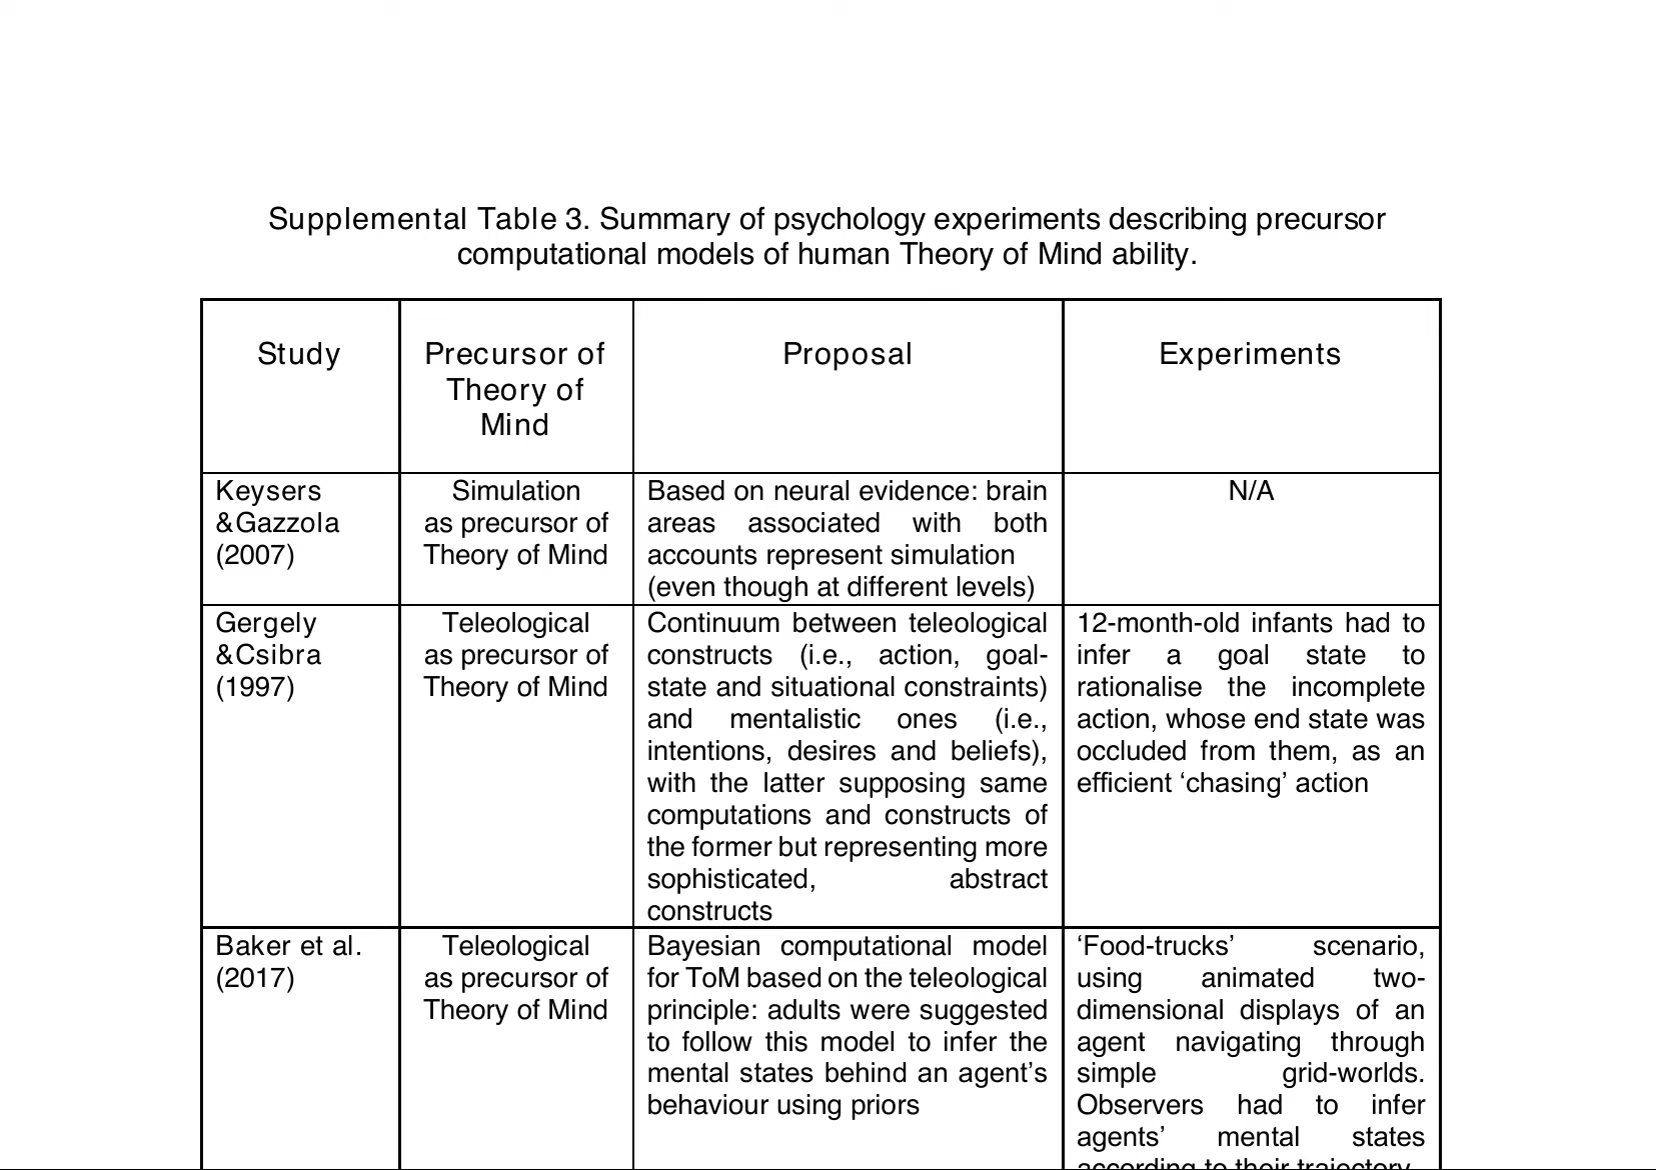 Supplemental Table 3. Summary of psychology experiments describing precursor
computational models of human Theory of Mind ability.
Study
Precursor of
Theory of
Mind
Proposal
Experiments
Keysers
&Gazzola
(2007)
Simulation
as precursor of
Theory of Mind
Based on neural evidence: brain
areas associated with both
accounts represent simulation
(even though at different levels)
N/A
Gergely
&Csibra
(1997)
Teleological
as precursor of
Theory of Mind
Continuum between teleological
constructs (i.e., action, goal-
state and situational constraints)
and mentalistic ones (i.e.,
intentions, desires and beliefs),
with the latter supposing same
computations and constructs of
the former but representing more
sophisticated, abstract
constructs
12-month-old infants had to
infer a goal state to
rationalise the incomplete
action, whose end state was
occluded from them, as an
efficient ‘chasing’ action
Baker et al.
(2017)
Teleological
as precursor of
Theory of Mind
Bayesian computational model
for ToM based on the teleological
principle: adults were suggested
to follow this model to infer the
mental states behind an agent’s
behaviour using priors
‘Food-trucks’ scenario,
using animated two-
dimensional displays of an
agent navigating through
simple grid-worlds.
Observers had to infer
agents’ mental states
according to their trajectory